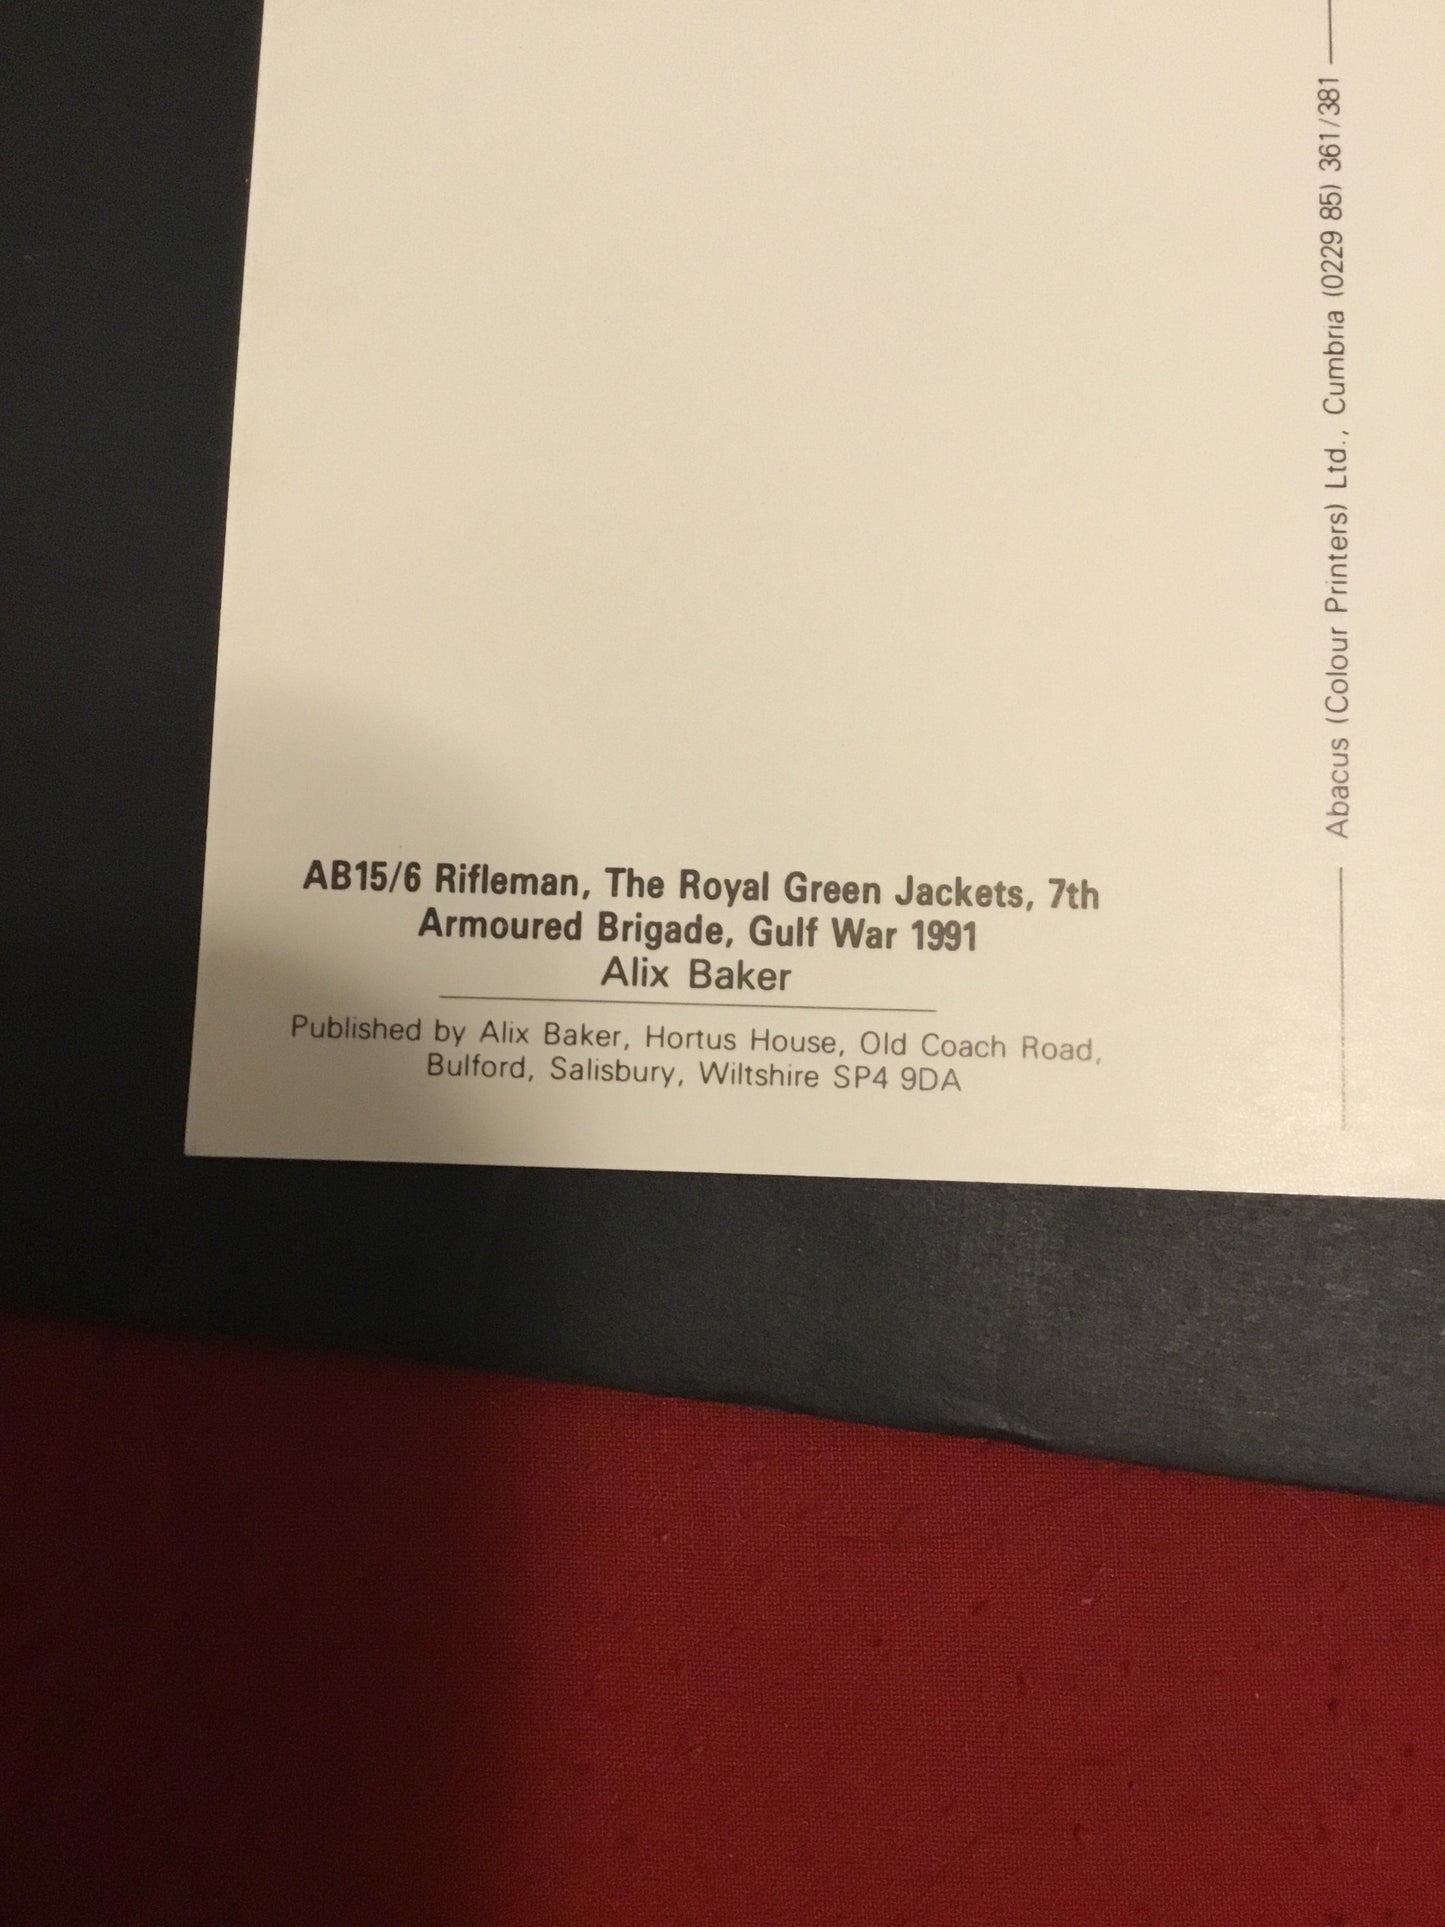 AB15/6 Rifleman, The Royal Green Jackets, 7th
Armoured Brigade, Gulf War 1991
Alix Baker
Published by Alix Baker, Hortus House, Old Coach Road,
Bulford, Salisbury, Wiltshire SP4 9DA
Abacus (Colour Printers) Ltd., Cumbria (0229 85) 361/381